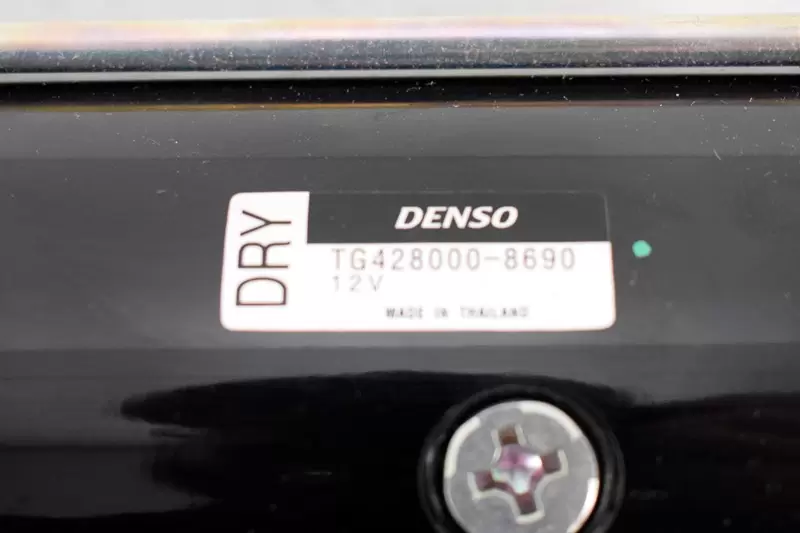 DRY
DENSO
TG428000-8690
12V
MADE IN THAILAND